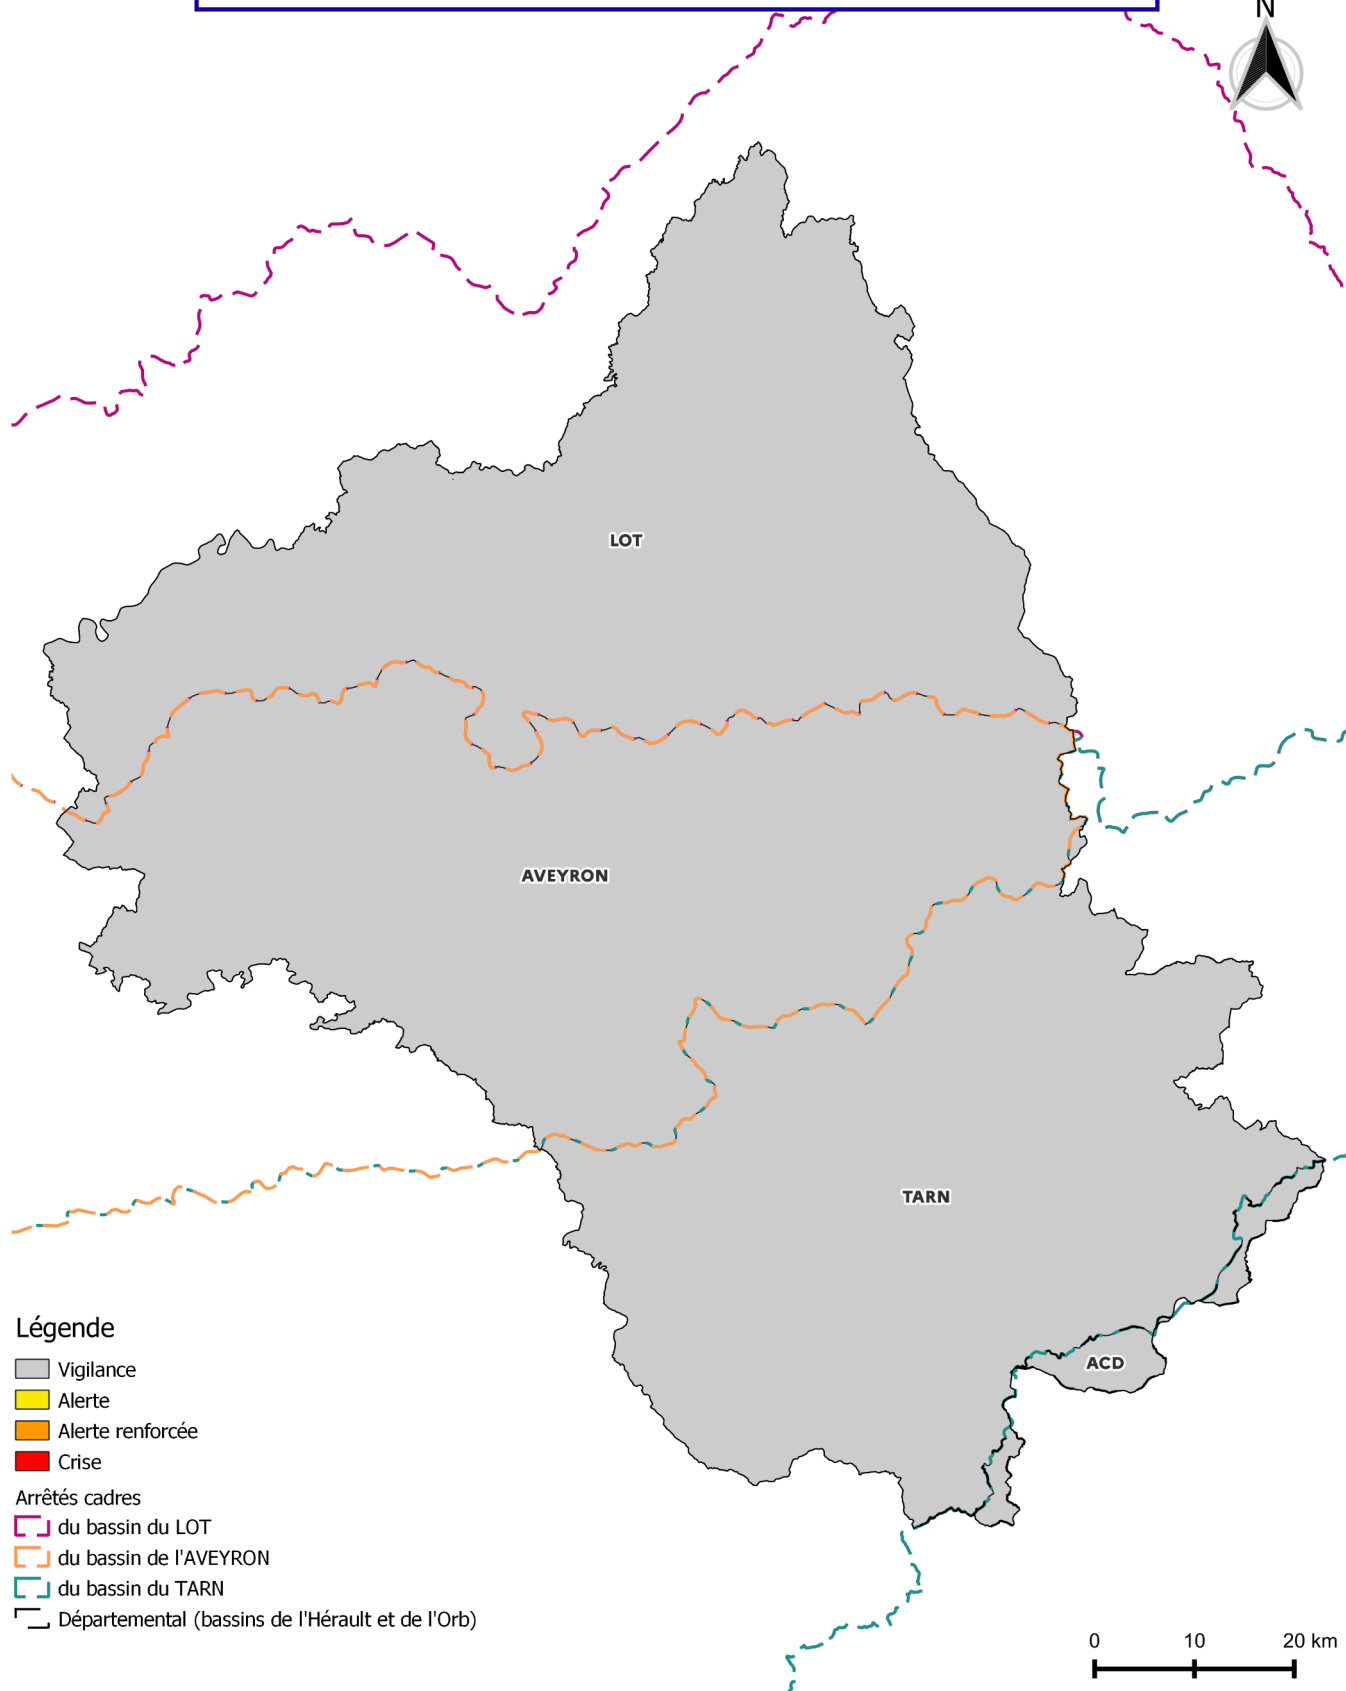 N
LOT
AVEYRON
TARN
ACD
Légende
Vigilance
Alerte
Alerte renforcée
Crise
Arrêtés cadres
du bassin du LOT
du bassin de l'AVEYRON
du bassin du TARN
Départemental (bassins de l'Hérault et de l'Orb)
0 10 20 km